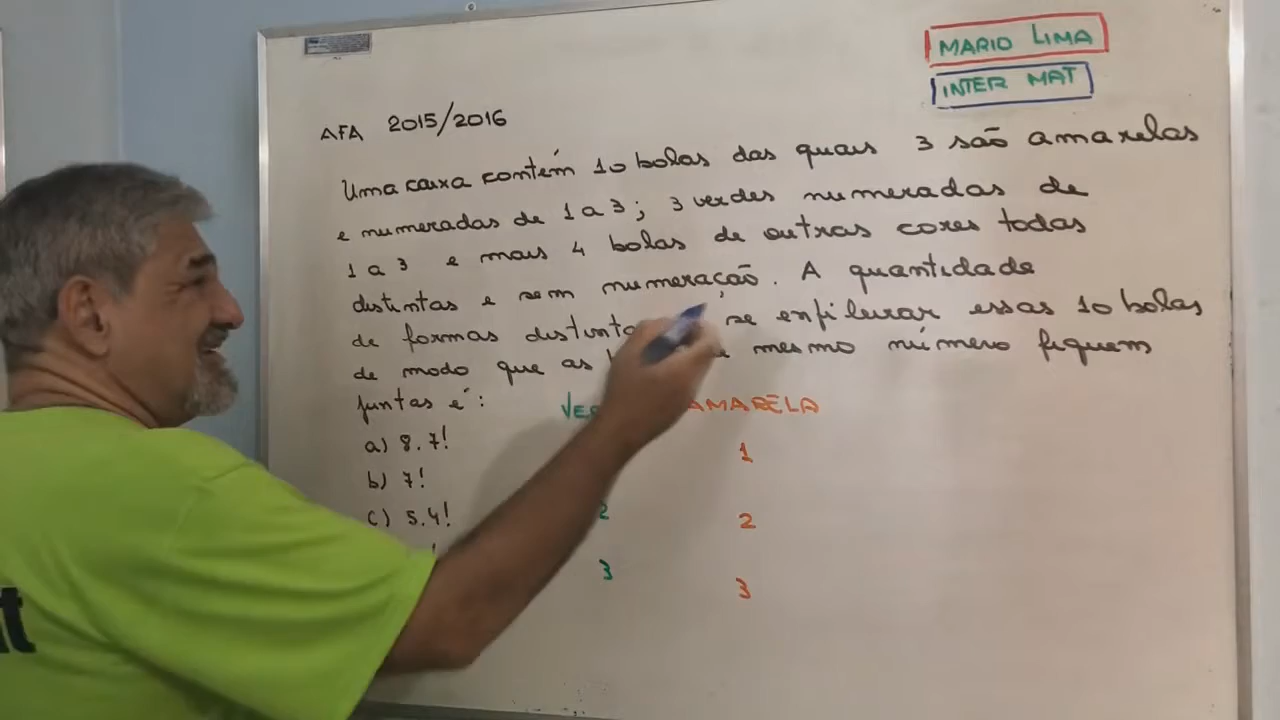 MARIO LIMA
INTER MAT
AFA 2015/2016
Uma caixa contém 10 bolas das quais 3 são amarelas
e numeradas de 1 a 3; 3 verdes numeradas de
1 a 3 e mais 4 bolas de outras cores todas
distintas e sem numeração. A quantidade
de formas se enfileirar essas 10 bolas
de modo que as mesmo número fiquem
juntas é:
AMARELA
a) 8.7!
1
b) 7!
c) 5.4!
2
2
3
3